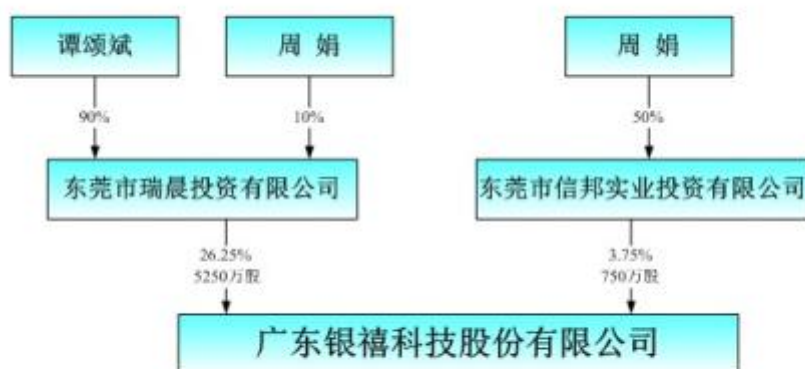 谭颂斌
周 娟
周 娟
90%
10%
50%
东莞市瑞晨投资有限公司
东莞市信邦实业投资有限公司
26.25%
5250万股
3.75%
750万股
广东银禧科技股份有限公司